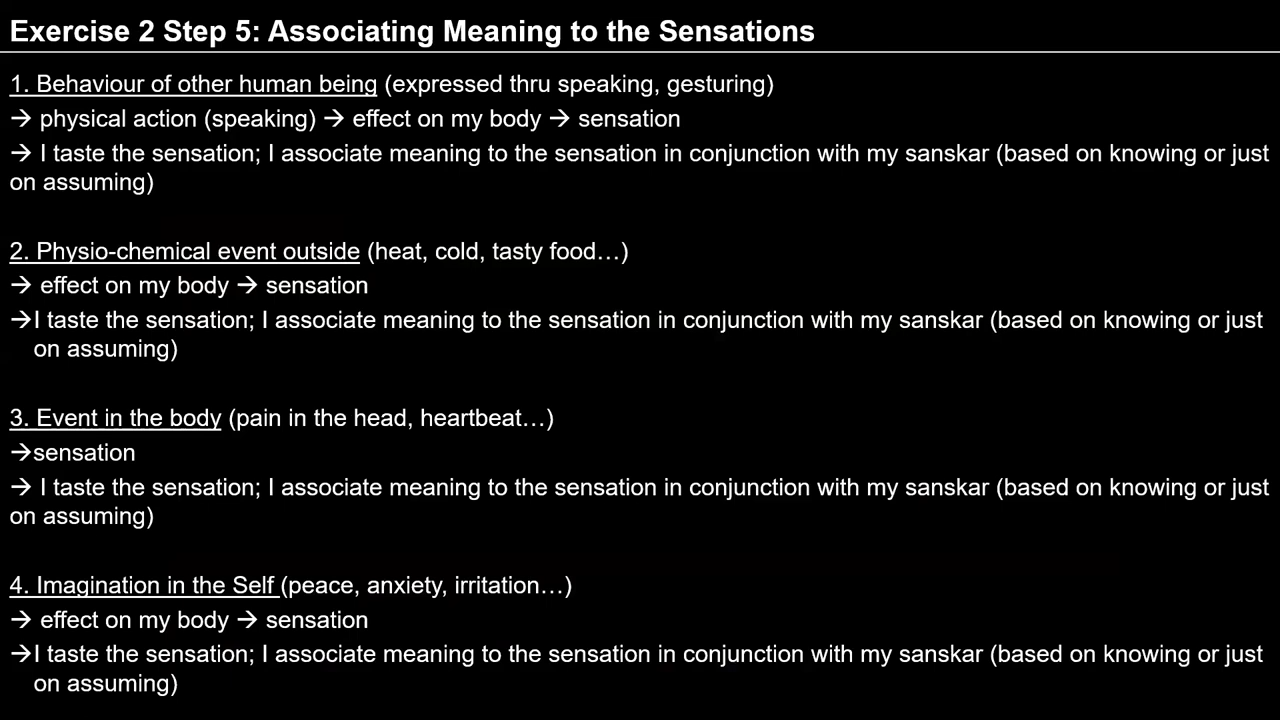 Exercise 2 Step 5: Associating Meaning to the Sensations
1. Behaviour of other human being (expressed thru speaking, gesturing)
→ physical action (speaking) → effect on my body → sensation
→ I taste the sensation; I associate meaning to the sensation in conjunction with my sanskar (based on knowing or just
on assuming)
2. Physio-chemical event outside (heat, cold, tasty food…)
→ effect on my body → sensation
→I taste the sensation; I associate meaning to the sensation in conjunction with my sanskar (based on knowing or just
on assuming)
3. Event in the body (pain in the head, heartbeat…)
→sensation
→ I taste the sensation; I associate meaning to the sensation in conjunction with my sanskar (based on knowing or just
on assuming)
4. Imagination in the Self (peace, anxiety, irritation…)
→ effect on my body → sensation
→I taste the sensation; I associate meaning to the sensation in conjunction with my sanskar (based on knowing or just
on assuming)